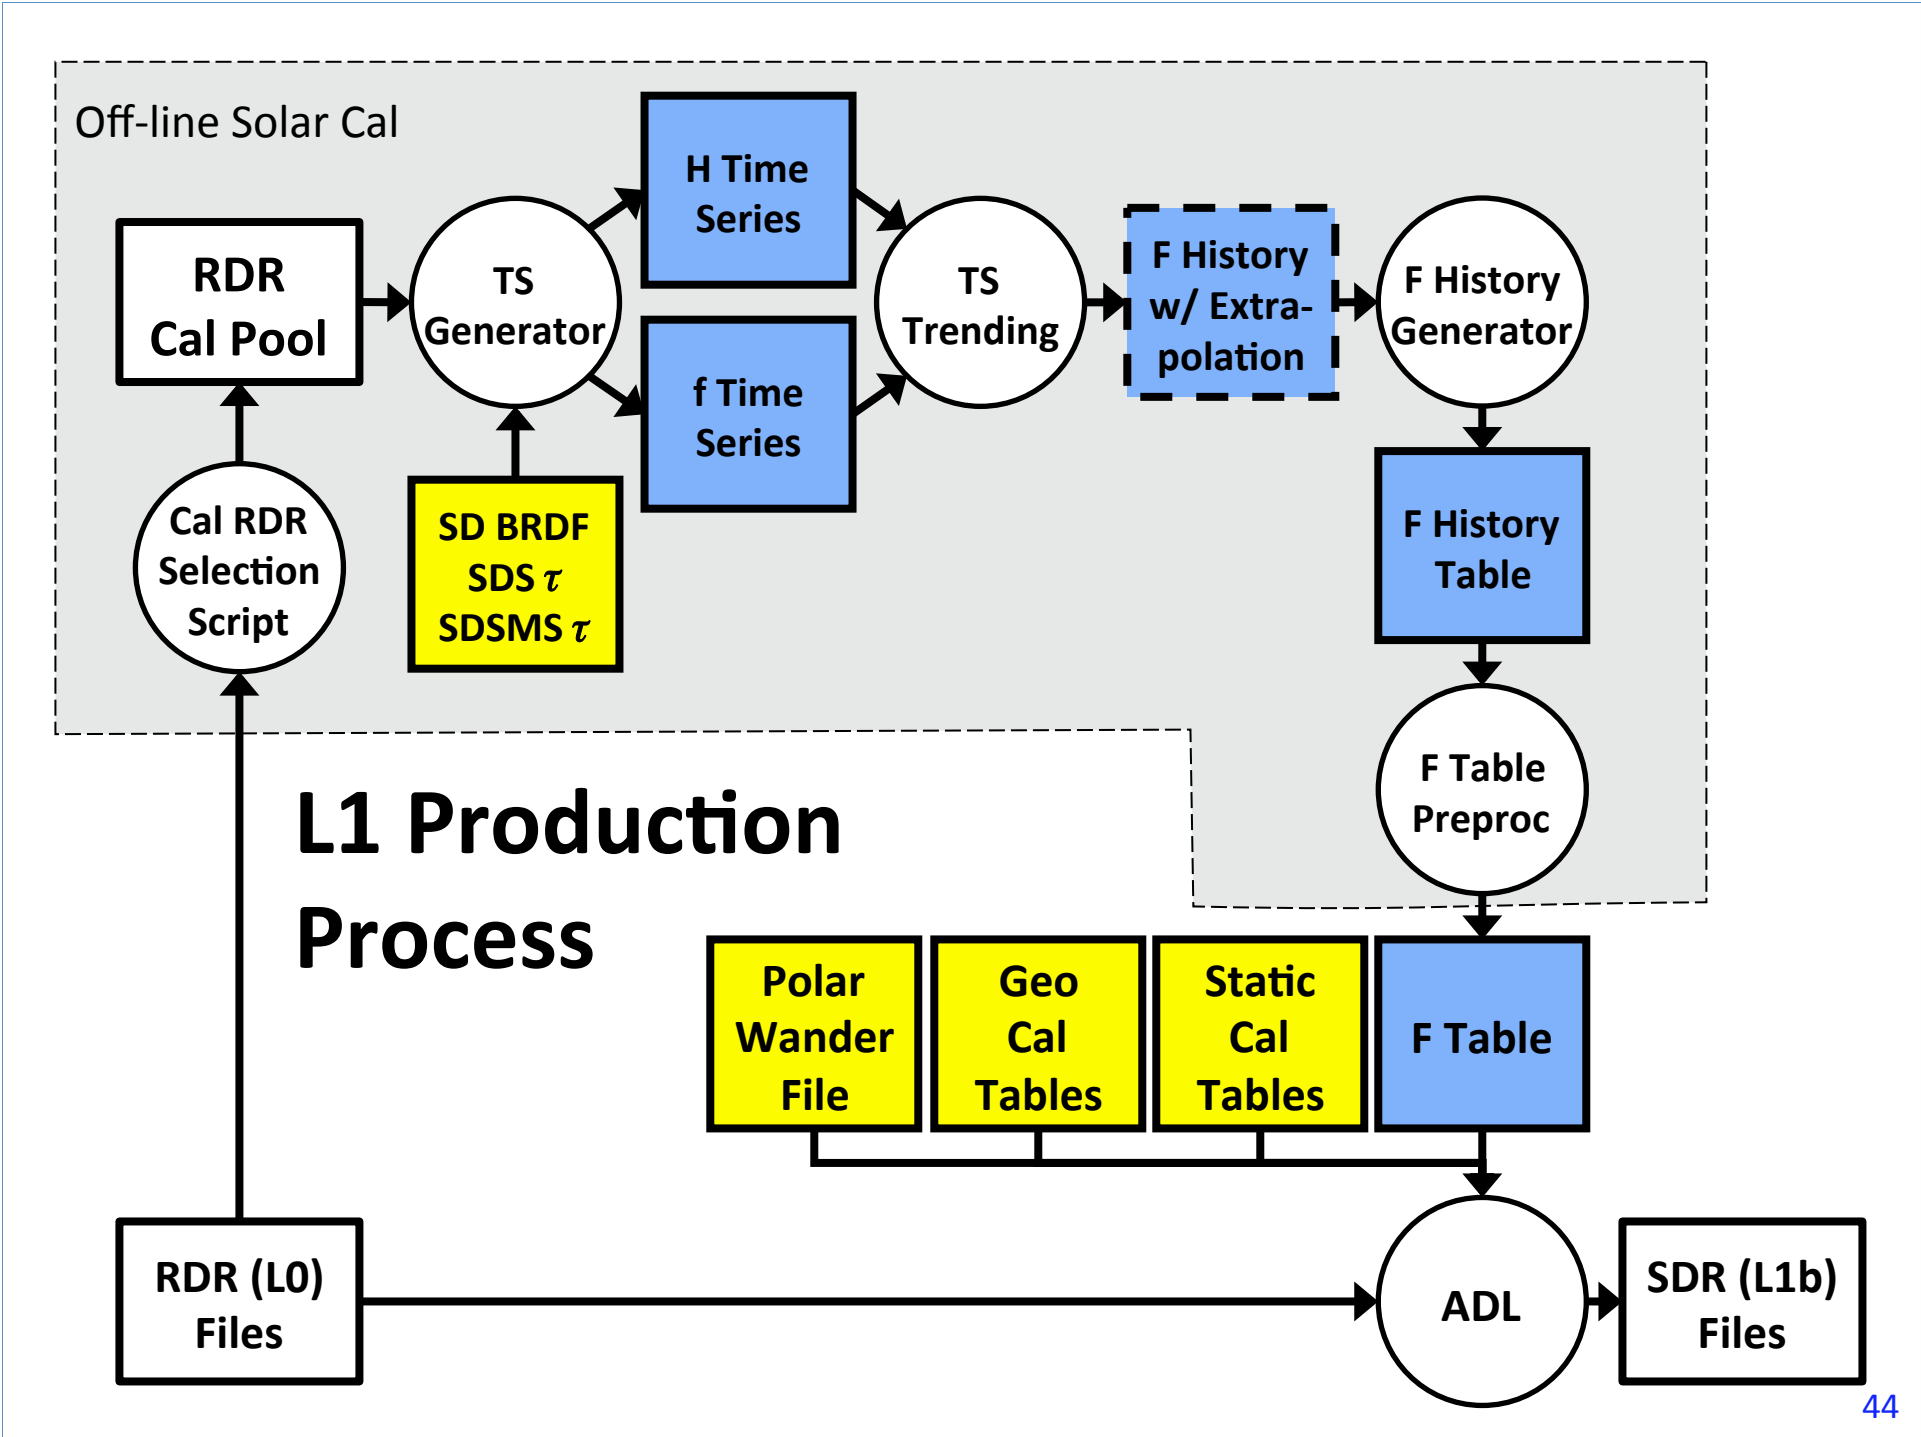 Off-line Solar Cal
H Time
Series
RDR
Cal Pool
TS
Generator
f Time
Series
TS
Trending
F History
w/ Extra-
polation
F History
Generator
Cal RDR
Selection
Script
SD BRDF
SDS τ
SDSMS τ
F History
Table
F Table
Preproc
L1 Production
Process
Polar
Wander
File
Geo
Cal
Tables
Static
Cal
Tables
F Table
RDR (L0)
Files
ADL
SDR (L1b)
Files
44